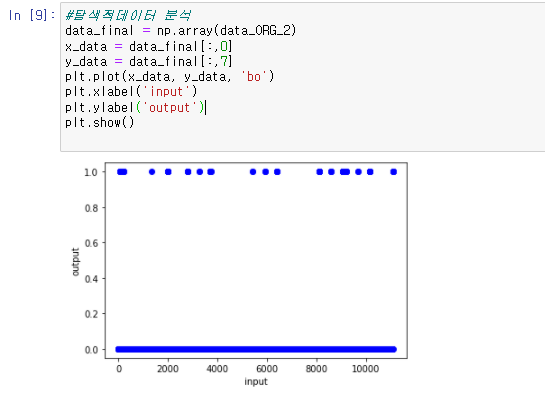 In [9]: #탐색적데이터 분석
data_final = np.array(data_ORG_2)
x_data = data_final[:,0]
y_data = data_final[:,7]
plt.plot(x_data, y_data, 'bo')
plt.xlabel('input')
plt.ylabel('output')
plt.show()
1.0
0.8
0.6
0.4
0.2
0.0
output
0 2000 4000 6000 8000 10000
input